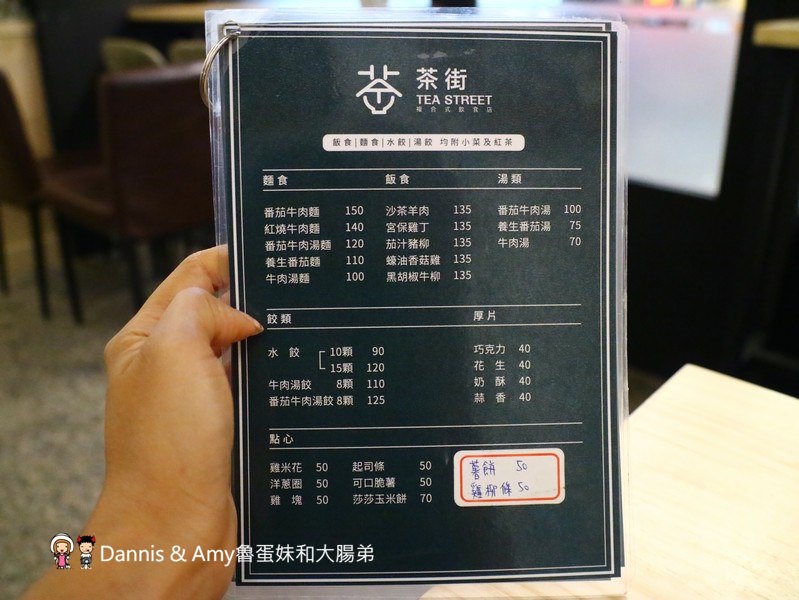 茶街
TEA STREET
複合式飲食店
飯食|麵食|水餃|湯餃 均附小菜及紅茶
麵食
番茄牛肉麵 150
紅燒牛肉麵 140
番茄牛肉湯麵 120
養生番茄麵 110
牛肉湯麵 100
飯食
沙茶羊肉 135
宮保雞丁 135
茄汁豬柳 135
蠔油香菇雞 135
黑胡椒牛柳 135
湯類
番茄牛肉湯 100
養生番茄湯 75
牛肉湯 70
餃類
水餃 10顆 90
15顆 120
牛肉湯餃 8顆 110
番茄牛肉湯餃 8顆 125
厚片
巧克力 40
花生 40
奶酥 40
蒜香 40
點心
雞米花 50
洋蔥圈 50
雞塊 50
起司條 50
可口脆薯 50
莎莎玉米餅 70
薯餅 50
雞柳條 50
Dannis & Amy魯蛋妹和大腸弟